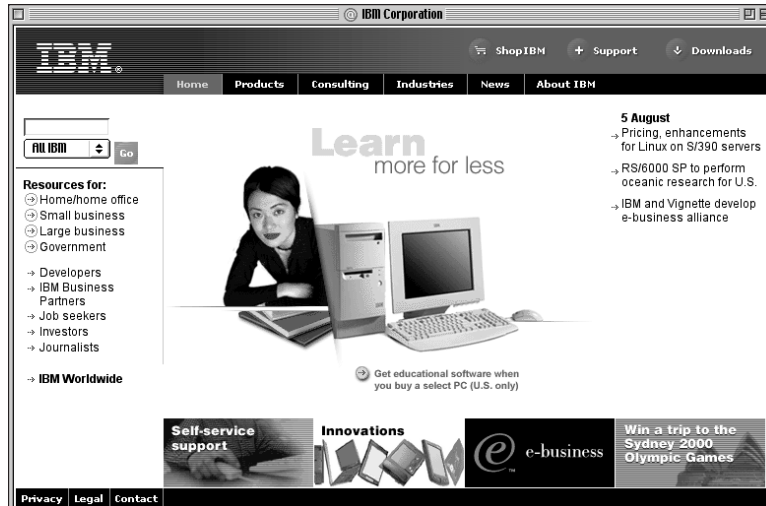 IBM Corporation
IBM®
ShopIBM
Support
Downloads
Home
Products
Consulting
Industries
News
About IBM
All IBM
Go
Resources for:
Home/home office
Small business
Large business
Government
Developers
IBM Business
Partners
Job seekers
Investors
Journalists
IBM Worldwide
Learn
more for less
Get educational software when
you buy a select PC (U.S. only)
5 August
Pricing, enhancements
for Linux on S/390 servers
RS/6000 SP to perform
oceanic research for U.S.
IBM and Vignette develop
e-business alliance
Self-service
support
Innovations
e-business
Win a trip to the
Sydney 2000
Olympic Games
Privacy
Legal
Contact